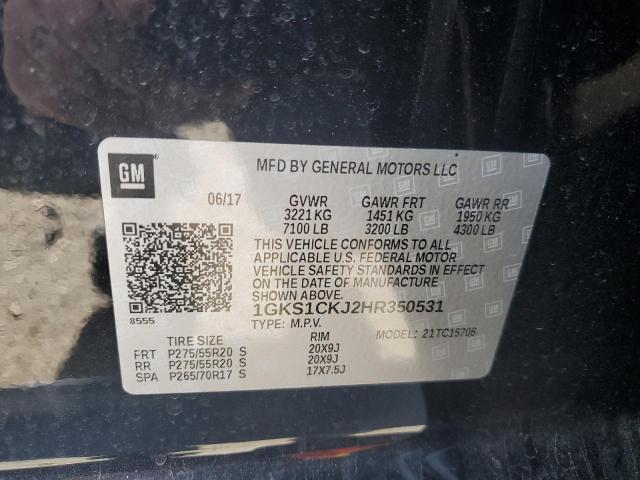 GM
MFD BY GENERAL MOTORS LLC
06/17 GVWR GAWR FRT GAWR RR
3221 KG 1451 KG 1950 KG
7100 LB 3200 LB 4300 LB
THIS VEHICLE CONFORMS TO ALL
APPLICABLE U.S. FEDERAL MOTOR
VEHICLE SAFETY STANDARDS IN EFFECT
ON THE DATE OF MANUFACTURE
SHOWN ABOVE.
1GKS1CKJ2HR350531
8555 TYPE: M.P.V. MODEL: 21TC15706
TIRE SIZE RIM
FRT P275/55R20 S 20X9J
RR P275/55R20 S 20X9J
SPA P265/70R17 S 17X7.5J